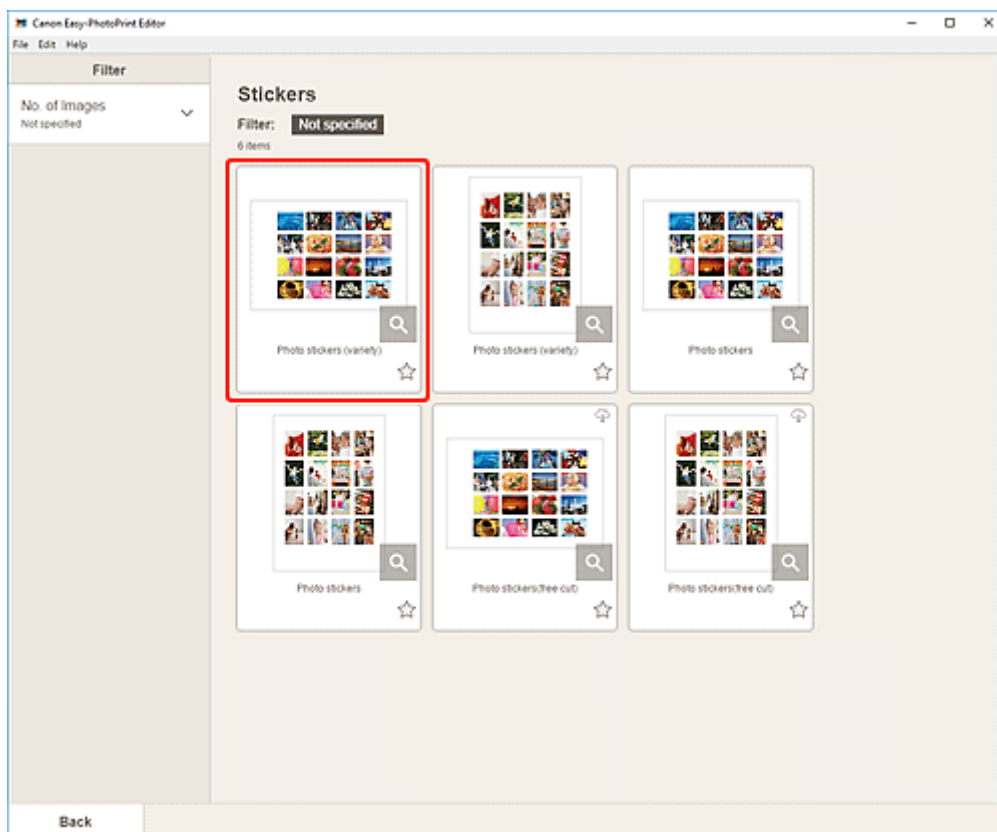 Canon Easy-PhotoPrint Editor
File Edit Help
Filter
No. of Images
Not specified
Stickers
Filter: Not specified
6 items
Photo stickers (variety)
Photo stickers (variety)
Photo stickers
Photo stickers
Photo stickers(free cut)
Photo stickers(free cut)
Back